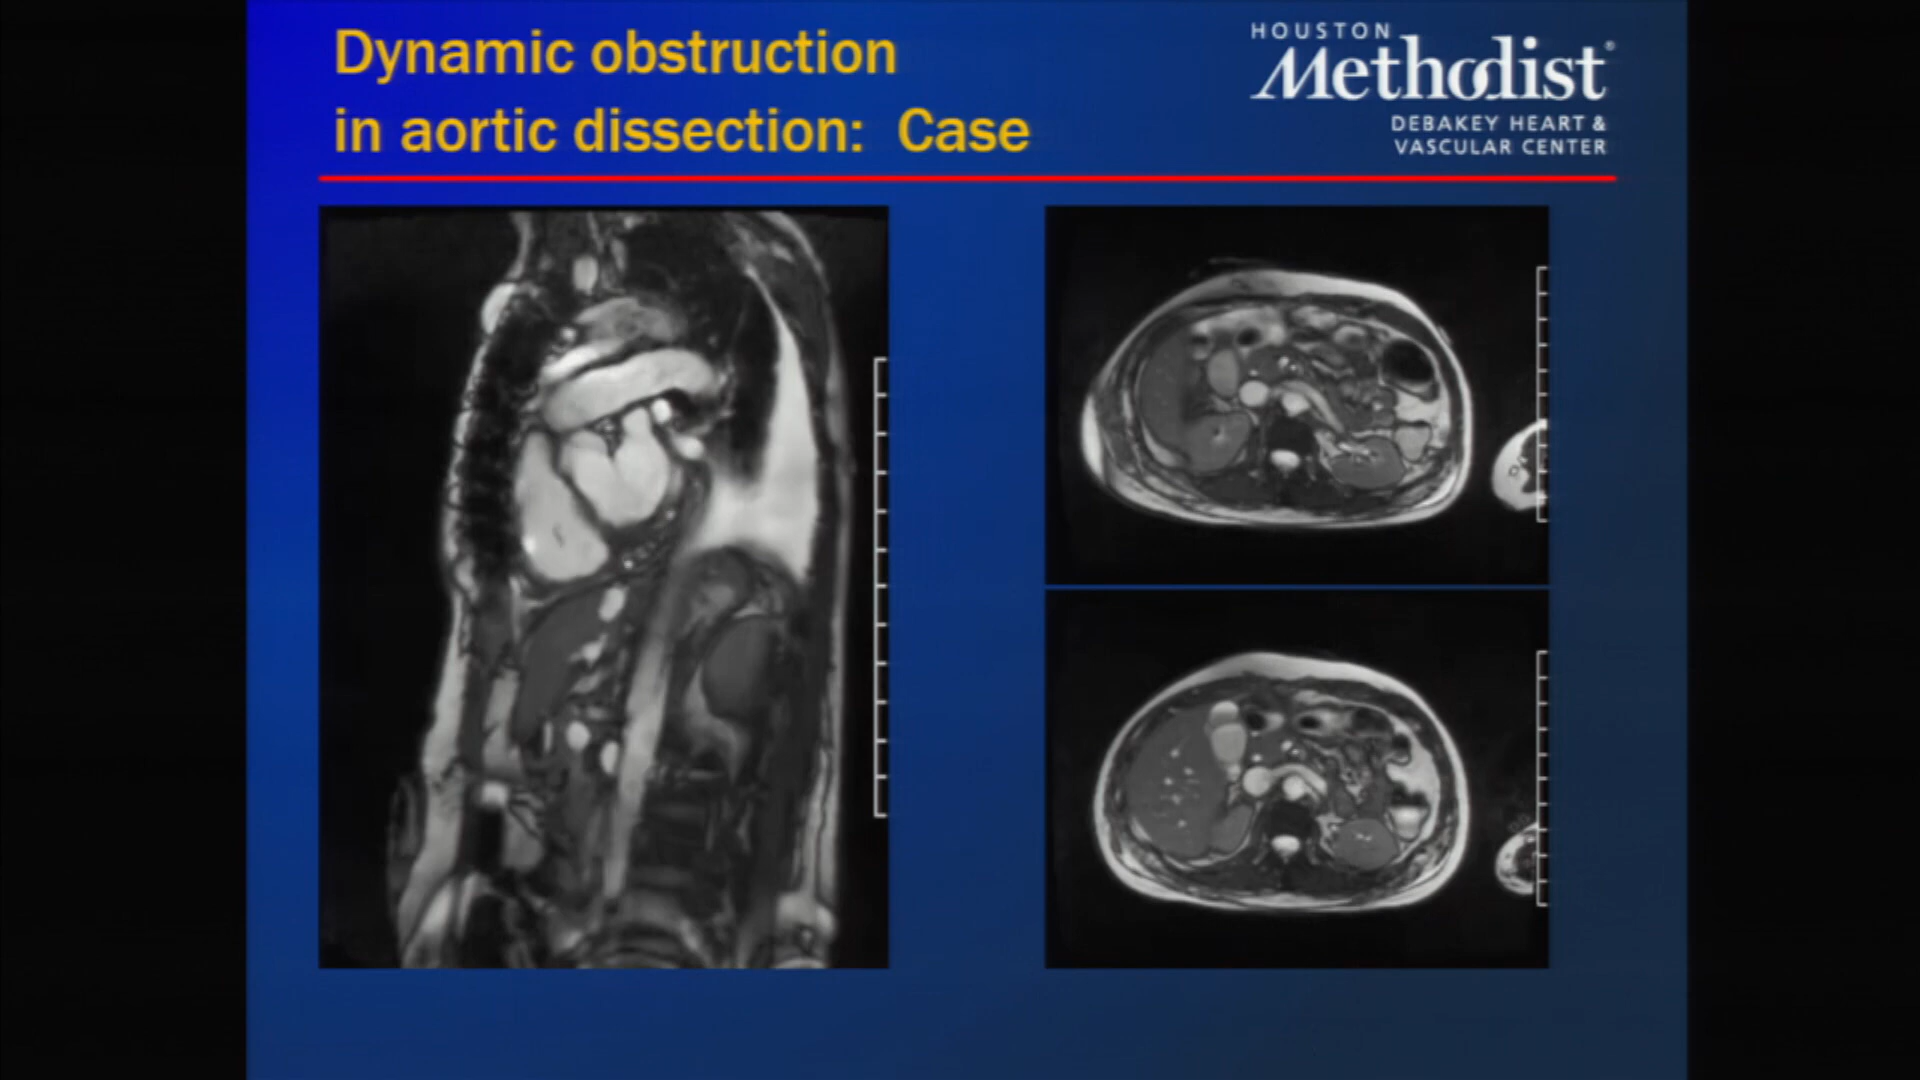 Dynamic obstruction
in aortic dissection: Case
HOUSTON
Methodist®
DEBAKEY HEART &
VASCULAR CENTER